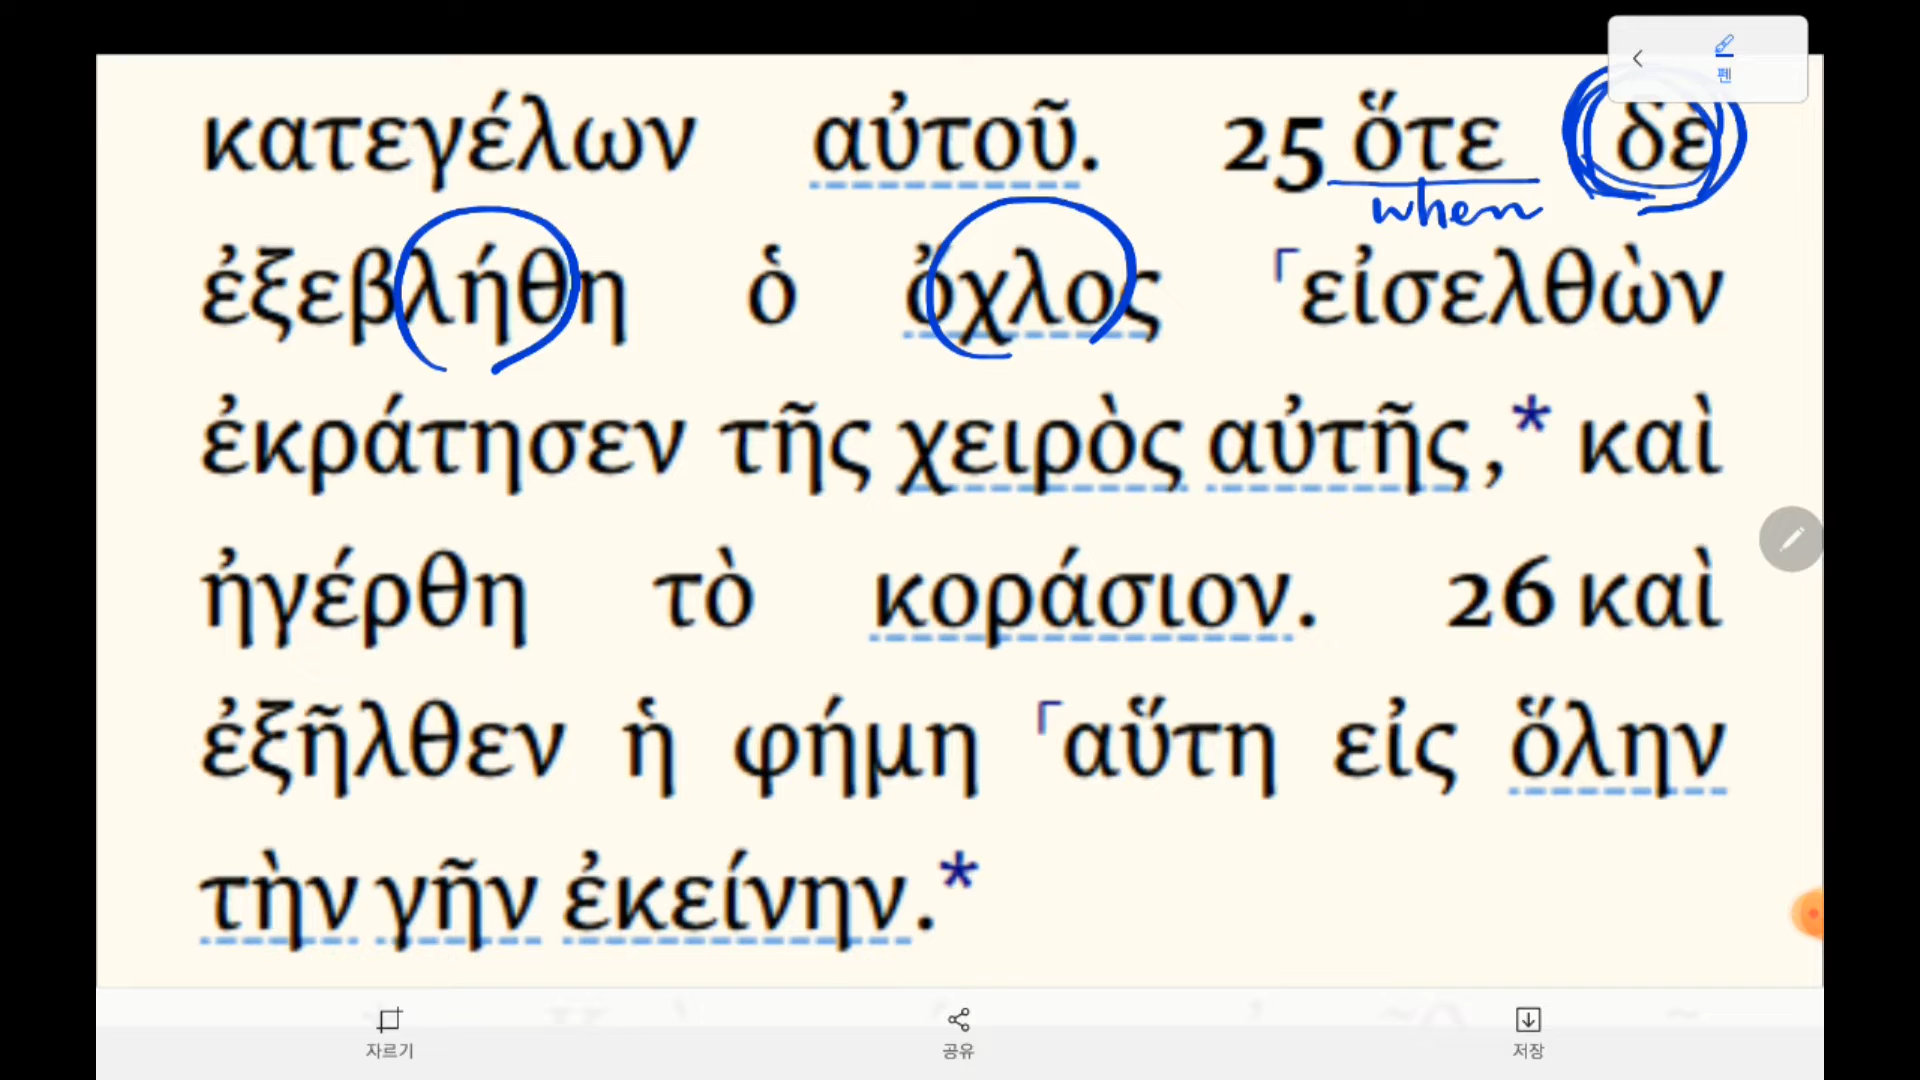 펜
κατεγέλων αὐτοῦ. 25 ὅτε δὲ
when
ἐξεβλήθη ὁ ὄχλος ⸀εἰσελθὼν
ἐκράτησεν τῆς χειρὸς αὐτῆς,* καὶ
ἠγέρθη τὸ κοράσιον. 26 καὶ
ἐξῆλθεν ἡ φήμη ⸀αὕτη εἰς ὅλην
τὴν γῆν ἐκείνην.*
자르기 공유 저장